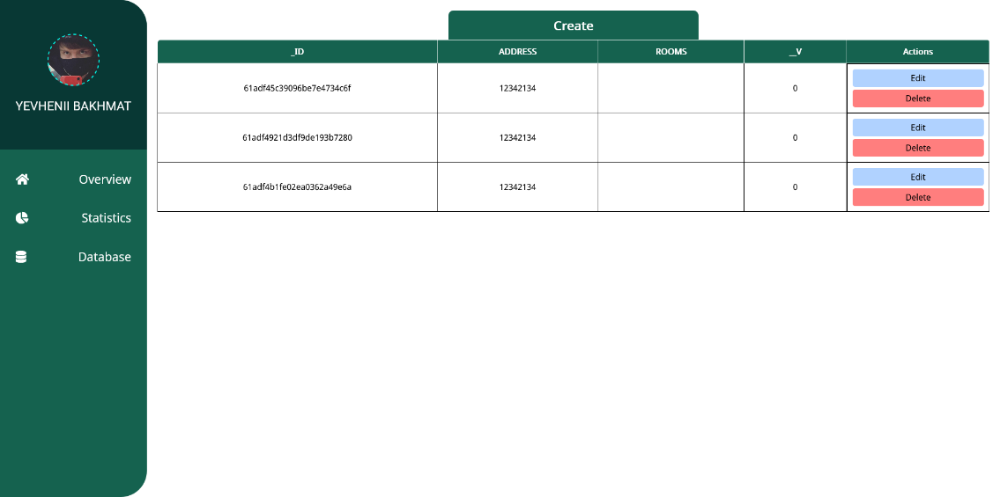 YEVHENII BAKHMAT
Overview
Statistics
Database
Create
_ID ADDRESS ROOMS __V Actions
61adf45c39096be7e4734c6f 12342134 0 Edit
Delete
61adf4921d3df9de193b7280 12342134 0 Edit
Delete
61adf4b1fe02ea0362a49e6a 12342134 0 Edit
Delete